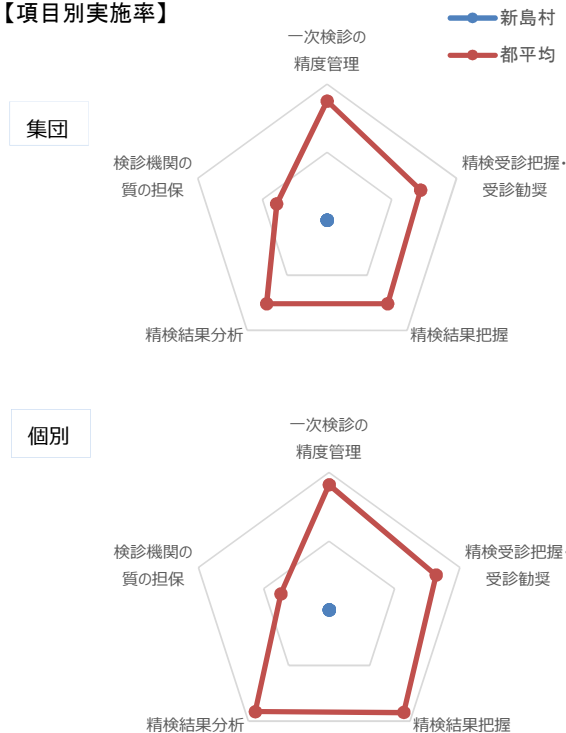 【項目別実施率】
新島村
都平均
集団
一次検診の
精度管理
検診機関の
質の担保
精検受診把握・
受診勧奨
精検結果分析
精検結果把握
個別
一次検診の
精度管理
検診機関の
質の担保
精検受診把握・
受診勧奨
精検結果分析
精検結果把握